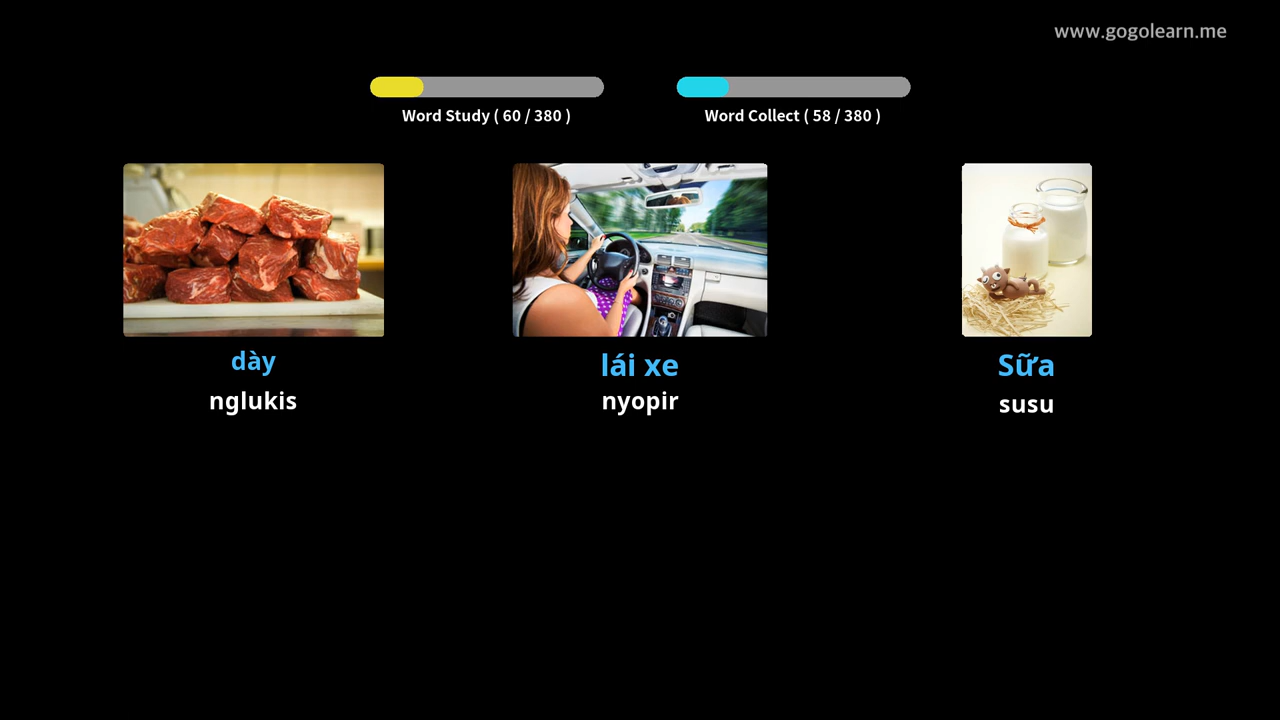 www.gogolearn.me
Word Study ( 60 / 380 )
Word Collect ( 58 / 380 )
dày
nglukis
lái xe
nyopir
Sữa
susu